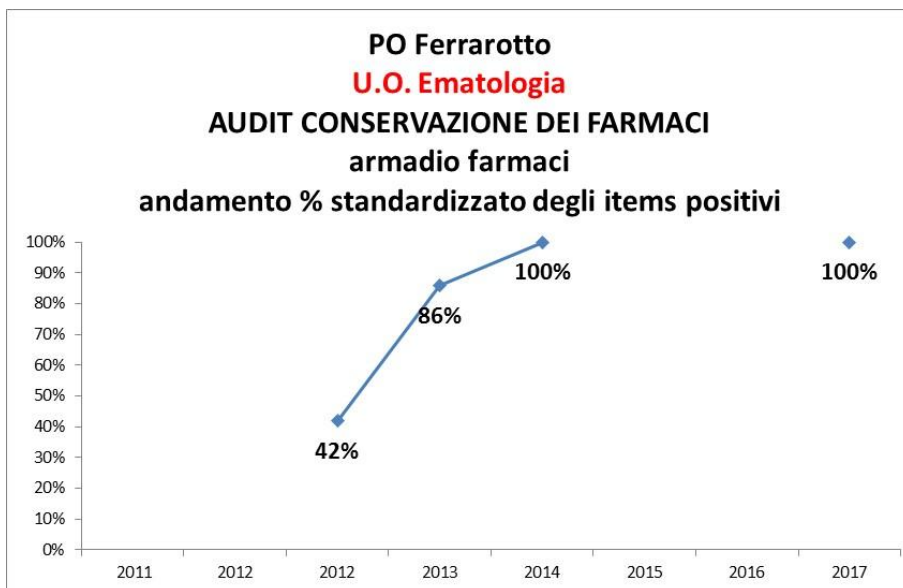 PO Ferrarotto
U.O. Ematologia
AUDIT CONSERVAZIONE DEI FARMACI
armadio farmaci
andamento % standardizzato degli items positivi
100%
90%
80%
70%
60%
50%
40%
30%
20%
10%
0%
42%
86%
100%
100%
2011 2012 2012 2013 2014 2015 2016 2017